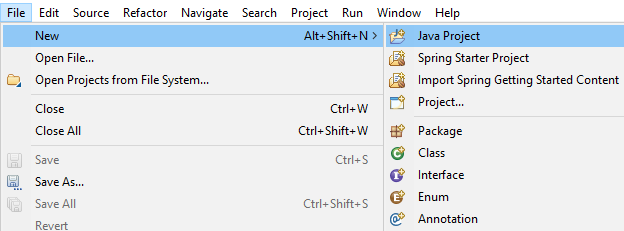 File Edit Source Refactor Navigate Search Project Run Window Help
New Alt+Shift+N >
Open File...
Open Projects from File System...
Close Ctrl+W
Close All Ctrl+Shift+W
Save Ctrl+S
Save As...
Save All Ctrl+Shift+S
Revert
Java Project
Spring Starter Project
Import Spring Getting Started Content
Project...
Package
Class
Interface
Enum
Annotation